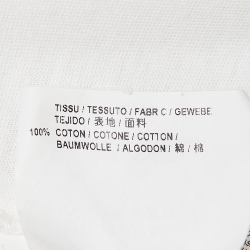 TISSU / TESSUTO / FABR C / GEWEBE
TEJIDO / 表地 / 面料
100% COTON / COTONE / COTTON /
BAUMWOLLE / ALGODON / 綿 / 棉